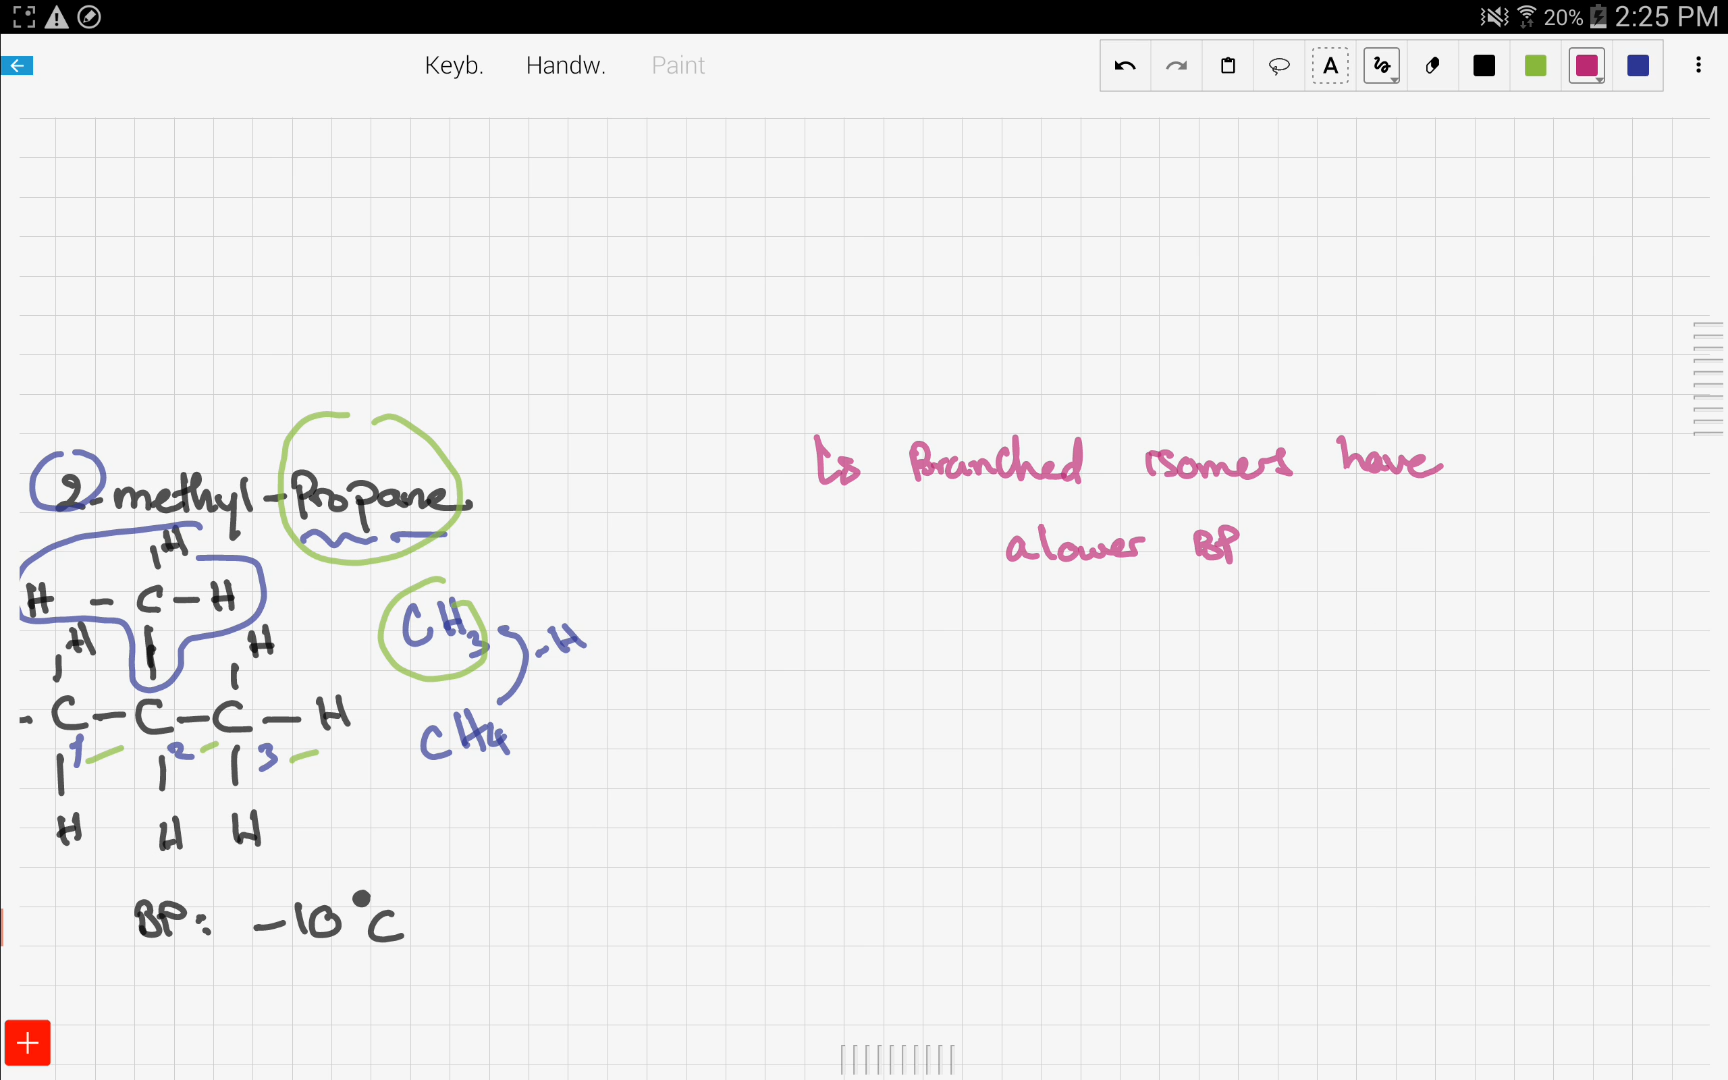 20% 2:25 PM
Keyb. Handw. Paint
A
2-methyl-Propane
H
H - C - H
H H
- C - C - C - H
1 2 3
H H H
BP: -10°C
CH3
-H
CH4
Branched isomers have
a lower BP